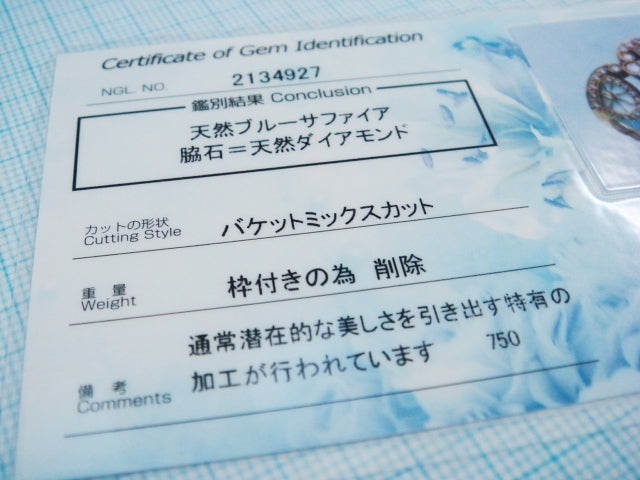 Certificate of Gem Identification
NGL. NO. 2134927
鑑別結果 Conclusion
天然ブルーサファイア
脇石＝天然ダイアモンド
カットの形状 バケットミックスカット
Cutting Style
重量 枠付きの為 削除
Weight
通常潜在的な美しさを引き出す特有の
備考 加工が行われています 750
Comments